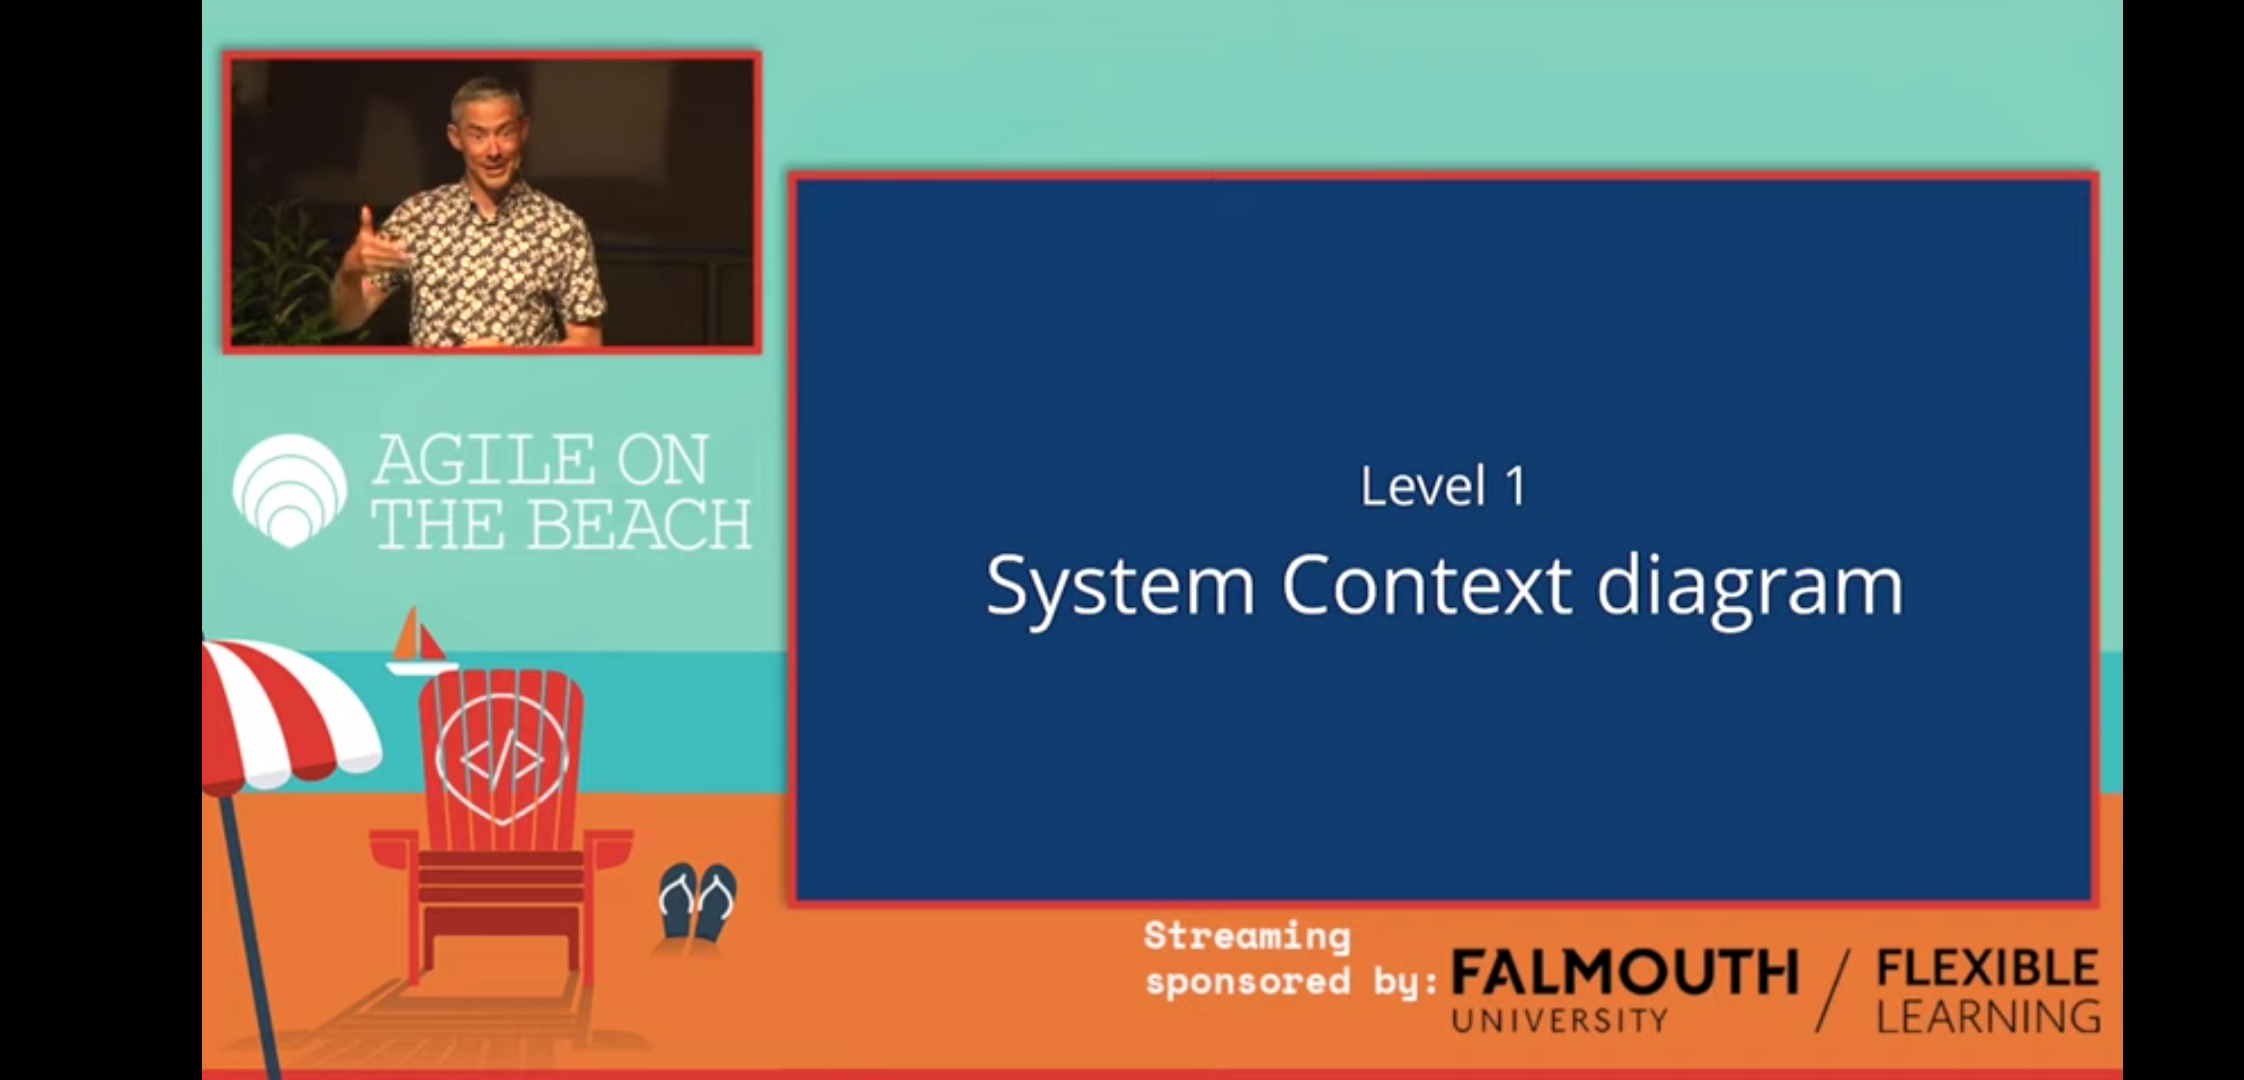 AGILE ON
THE BEACH
</>
Level 1
System Context diagram
Streaming
sponsored by:
FALMOUTH
UNIVERSITY
FLEXIBLE
LEARNING